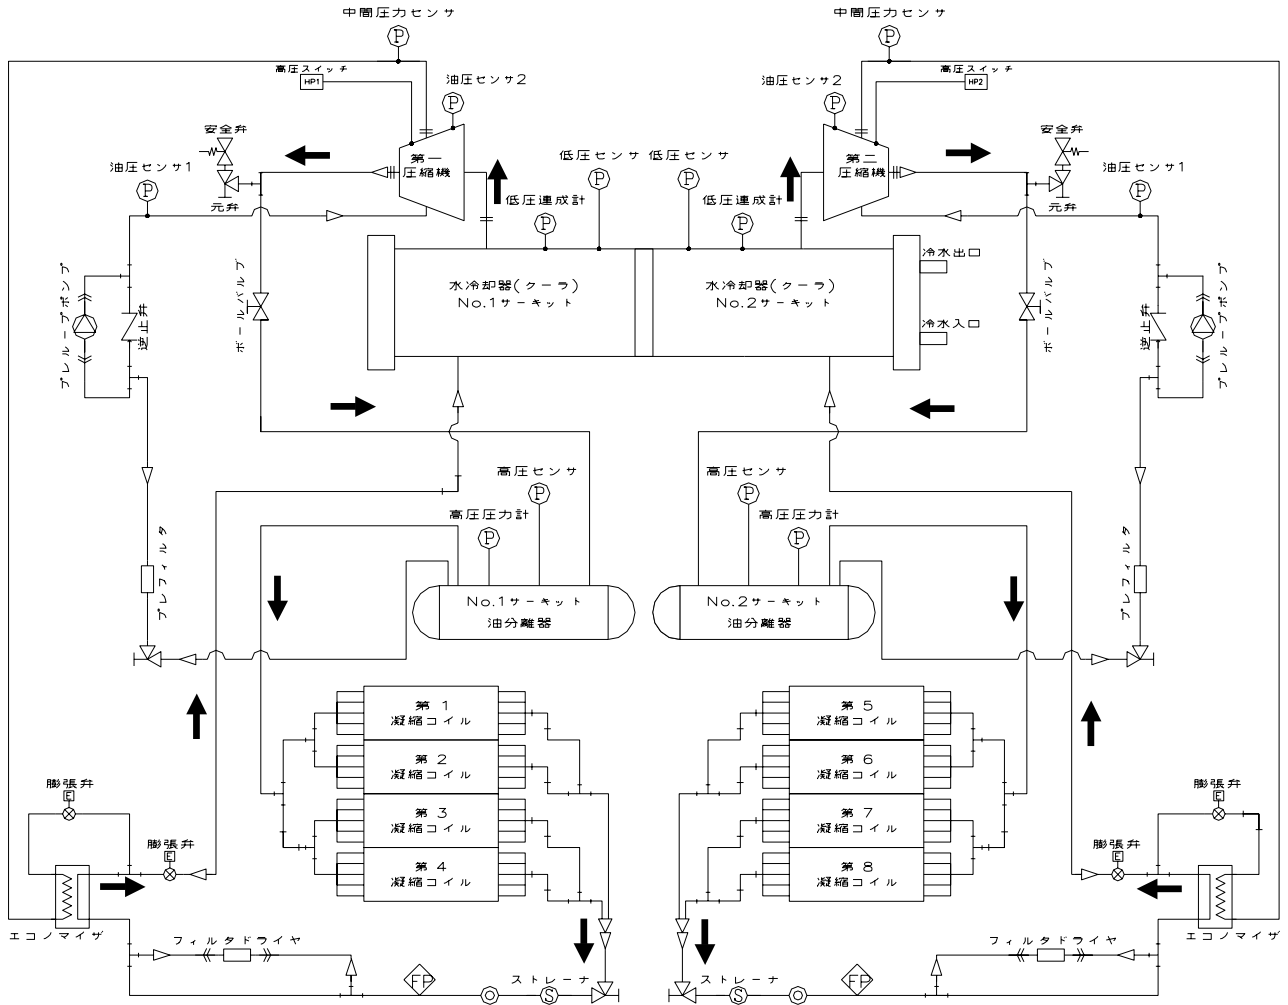 中間圧力センサ
中間圧力センサ
P
P
高圧スイッチ
高圧スイッチ
HP1
HP2
油圧センサ2
油圧センサ2
P
P
安全弁
安全弁
第一
圧縮機
第二
圧縮機
低圧センサ
低圧センサ
油圧センサ1
油圧センサ1
P
P
P
P
元弁
元弁
低圧連成計
低圧連成計
P
P
冷水出口
冷水入口
水冷却器(クーラ)
No.1サーキット
水冷却器(クーラ)
No.2サーキット
プレループポンプ
逆止弁
ボールバルブ
ボールバルブ
逆止弁
プレループポンプ
高圧センサ
高圧センサ
P
P
高圧圧力計
高圧圧力計
P
P
プレフィルタ
プレフィルタ
No.1サーキット
油分離器
No.2サーキット
油分離器
第 1
凝縮コイル
第 2
凝縮コイル
第 3
凝縮コイル
第 4
凝縮コイル
第 5
凝縮コイル
第 6
凝縮コイル
第 7
凝縮コイル
第 8
凝縮コイル
膨張弁
E
膨張弁
E
膨張弁
E
膨張弁
E
エコノマイザ
エコノマイザ
フィルタドライヤ
フィルタドライヤ
FP
ストレーナ
S
ストレーナ
S
FP